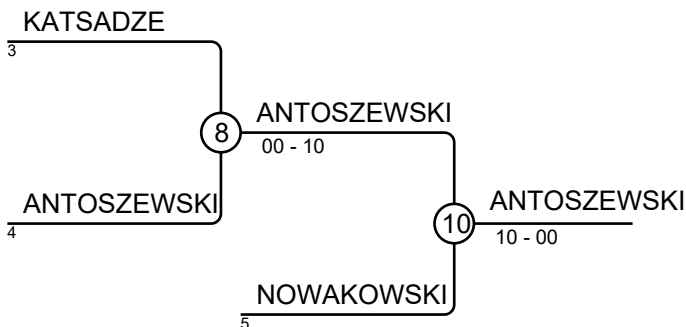 KATSADZE
3
8
ANTOSZEWSKI
00 - 10
ANTOSZEWSKI
4
10
ANTOSZEWSKI
10 - 00
NOWAKOWSKI
5